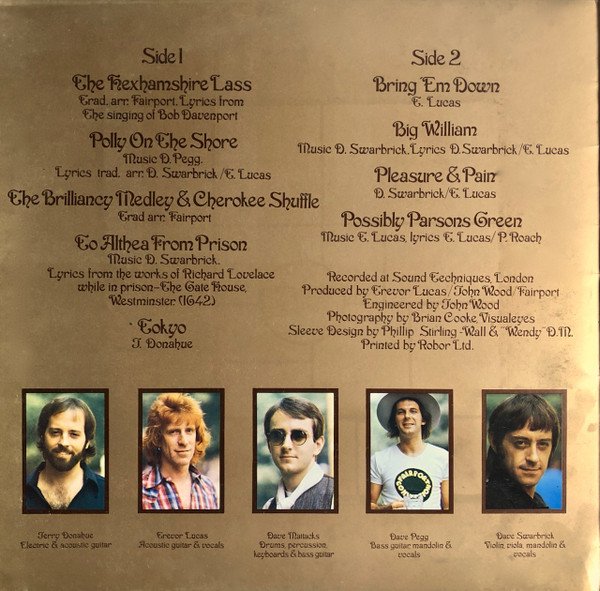 Side 1
The Hexhamshire Lass
Trad. arr. Fairport. Lyrics from
The singing of Bob Davenport
Polly On The Shore
Music D. Pegg.
Lyrics trad. arr. D. Swarbrick/T. Lucas
The Brilliancy Medley & Cherokee Shuffle
Trad arr Fairport
To Althea From Prison
Music D. Swarbrick.
Lyrics from the works of Richard Lovelace
while in prison-The Gate House,
Westminster. (1642)
Tokyo
J. Donahue
Side 2
Bring 'Em Down
T. Lucas
Big William
Music D. Swarbrick, Lyrics D. Swarbrick/T. Lucas
Pleasure & Pain
D. Swarbrick/T. Lucas
Possibly Parsons Green
Music T. Lucas, lyrics T. Lucas/P. Roach
Recorded at Sound Techniques, London
Produced by Trevor Lucas/John Wood/Fairport
Engineered by John Wood
Photography by Brian Cooke, Visualeyes
Sleeve Design by Phillip Stirling-Wall & "Wendy" D.M.
Printed by Robor Ltd.
Jerry Donahue
Electric & acoustic guitar
Trevor Lucas
Acoustic guitar & vocals
Dave Mattacks
Drums, percussion,
keyboards & bass guitar
Dave Pegg
Bass guitar, mandolin &
vocals
Dave Swarbrick
Violin, viola, mandolin &
vocals